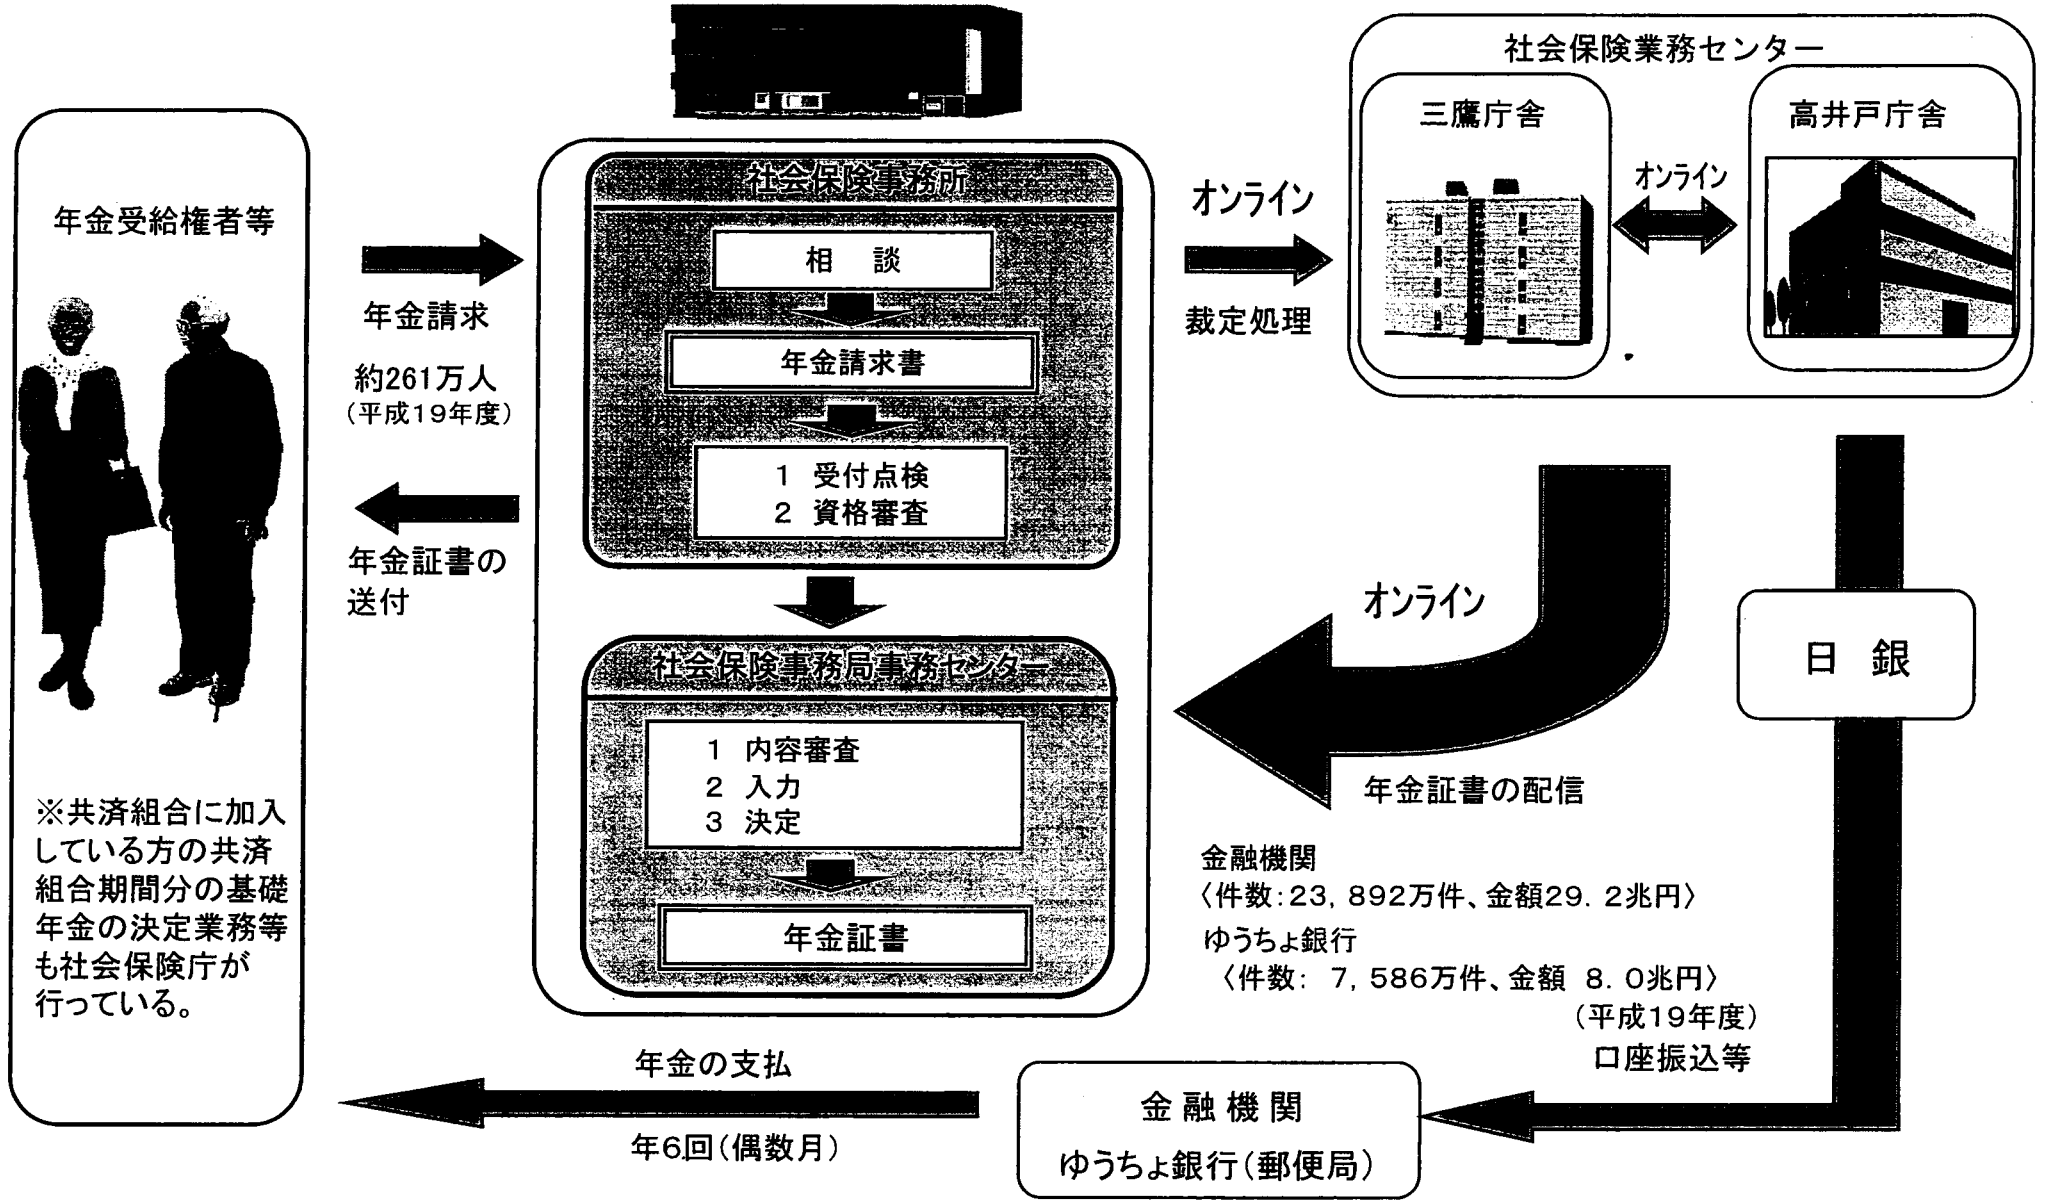 社会保険業務センター
三鷹庁舎
高井戸庁舎
オンライン
年金受給権者等
※共済組合に加入
している方の共済
組合期間分の基礎
年金の決定業務等
も社会保険庁が
行っている。
年金請求
約261万人
(平成19年度)
年金証書の
送付
社会保険事務所
相 談
年金請求書
1 受付点検
2 資格審査
社会保険事務局事務センター
1 内容審査
2 入力
3 決定
年金証書
オンライン
裁定処理
オンライン
年金証書の配信
日 銀
金融機関
〈件数:23,892万件、金額29.2兆円〉
ゆうちょ銀行
〈件数: 7,586万件、金額 8.0兆円〉
(平成19年度)
口座振込等
金融機関
ゆうちょ銀行(郵便局)
年金の支払
年6回(偶数月)